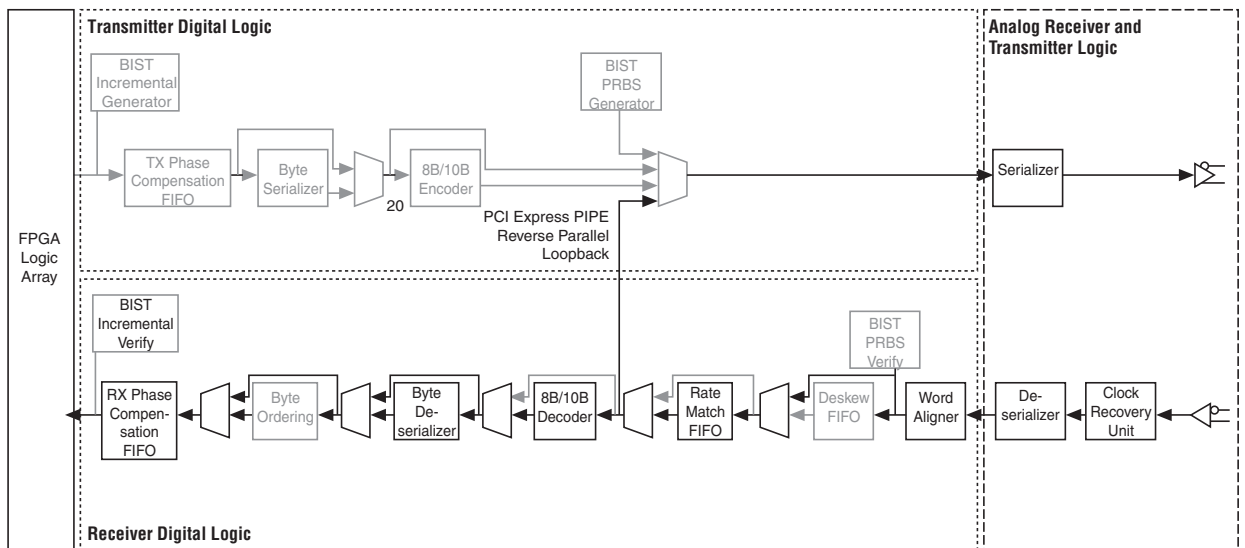 Transmitter Digital Logic
Analog Receiver and
Transmitter Logic
BIST
Incremental
Generator
BIST
PRBS
Generator
TX Phase
Compensation
FIFO
Byte
Serializer
20
8B/10B
Encoder
Serializer
PCI Express PIPE
Reverse Parallel
Loopback
FPGA
Logic
Array
BIST
Incremental
Verify
BIST
PRBS
Verify
RX Phase
Compen-
sation
FIFO
Byte
Ordering
Byte
De-
serializer
8B/10B
Decoder
Rate
Match
FIFO
Deskew
FIFO
Word
Aligner
De-
serializer
Clock
Recovery
Unit
Receiver Digital Logic